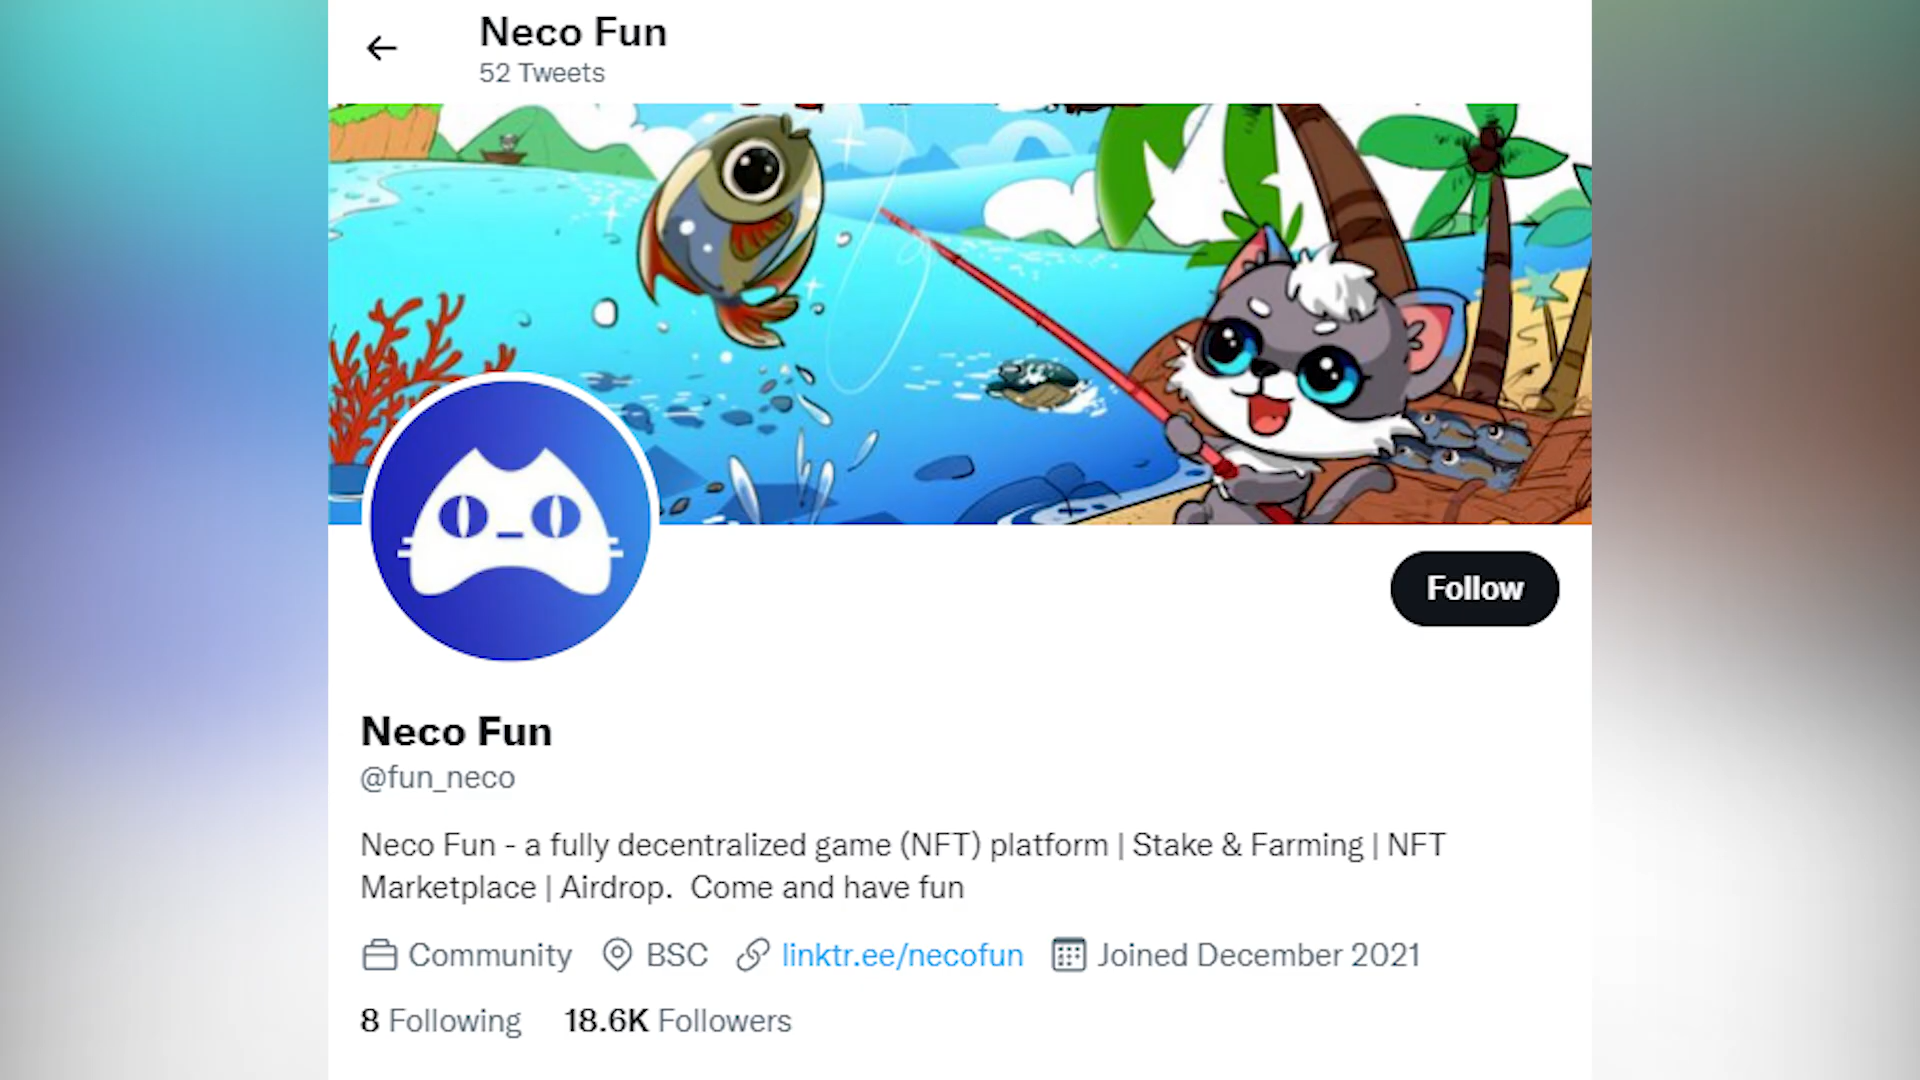 Neco Fun
52 Tweets
Follow
Neco Fun
@fun_neco
Neco Fun - a fully decentralized game (NFT) platform | Stake & Farming | NFT
Marketplace | Airdrop.  Come and have fun
Community BSC linktr.ee/necofun Joined December 2021
8 Following 18.6K Followers